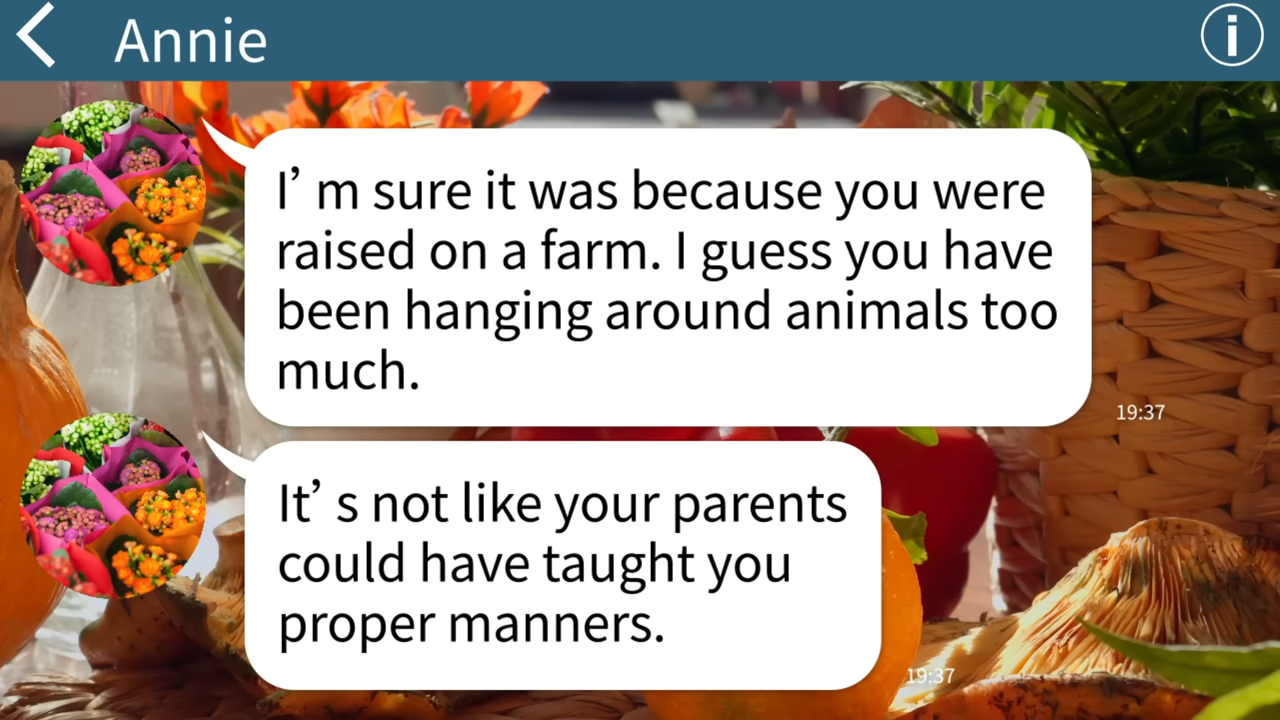 Annie
I’ m sure it was because you were
raised on a farm. I guess you have
been hanging around animals too
much.
19:37
It’ s not like your parents
could have taught you
proper manners.
19:37